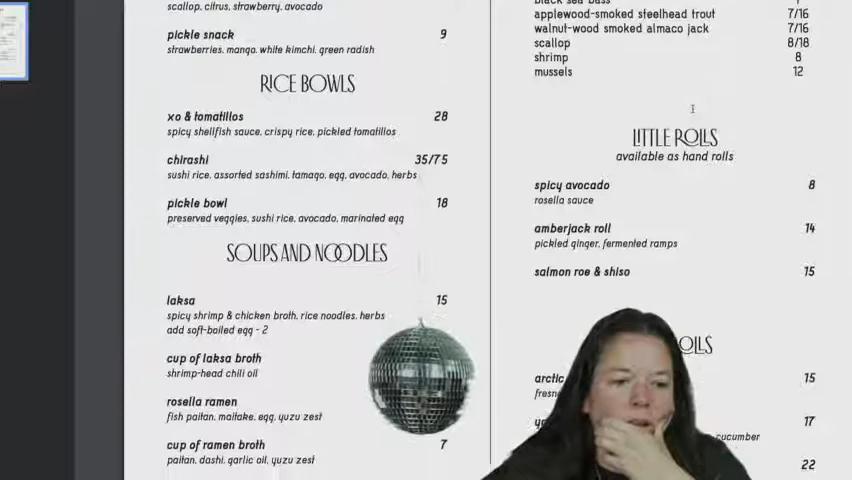 scallop, citrus, strawberry, avocado
pickle snack 9
strawberries, mango, white kimchi, green radish
RICE BOWLS
xo & tomatillos 28
spicy shellfish sauce, crispy rice, pickled tomatillos
chirashi 35/75
sushi rice, assorted sashimi, tamago, egg, avocado, herbs
pickle bowl 18
preserved veggies, sushi rice, avocado, marinated egg
SOUPS AND NOODLES
laksa 15
spicy shrimp & chicken broth, rice noodles, herbs
add soft-boiled egg - 2
cup of laksa broth
shrimp-head chili oil
rosella ramen
fish paitan, maitake, egg, yuzu zest
cup of ramen broth 7
paitan, dashi, garlic oil, yuzu zest
black sea bass
applewood-smoked steelhead trout 7/16
walnut-wood smoked almaco jack 7/16
scallop 8/18
shrimp 8
mussels 12
LITTLE ROLLS
available as hand rolls
spicy avocado 8
rosella sauce
amberjack roll 14
pickled ginger, fermented ramps
salmon roe & shiso 15
OLLS
arctic 15
fresno
17
cucumber
22